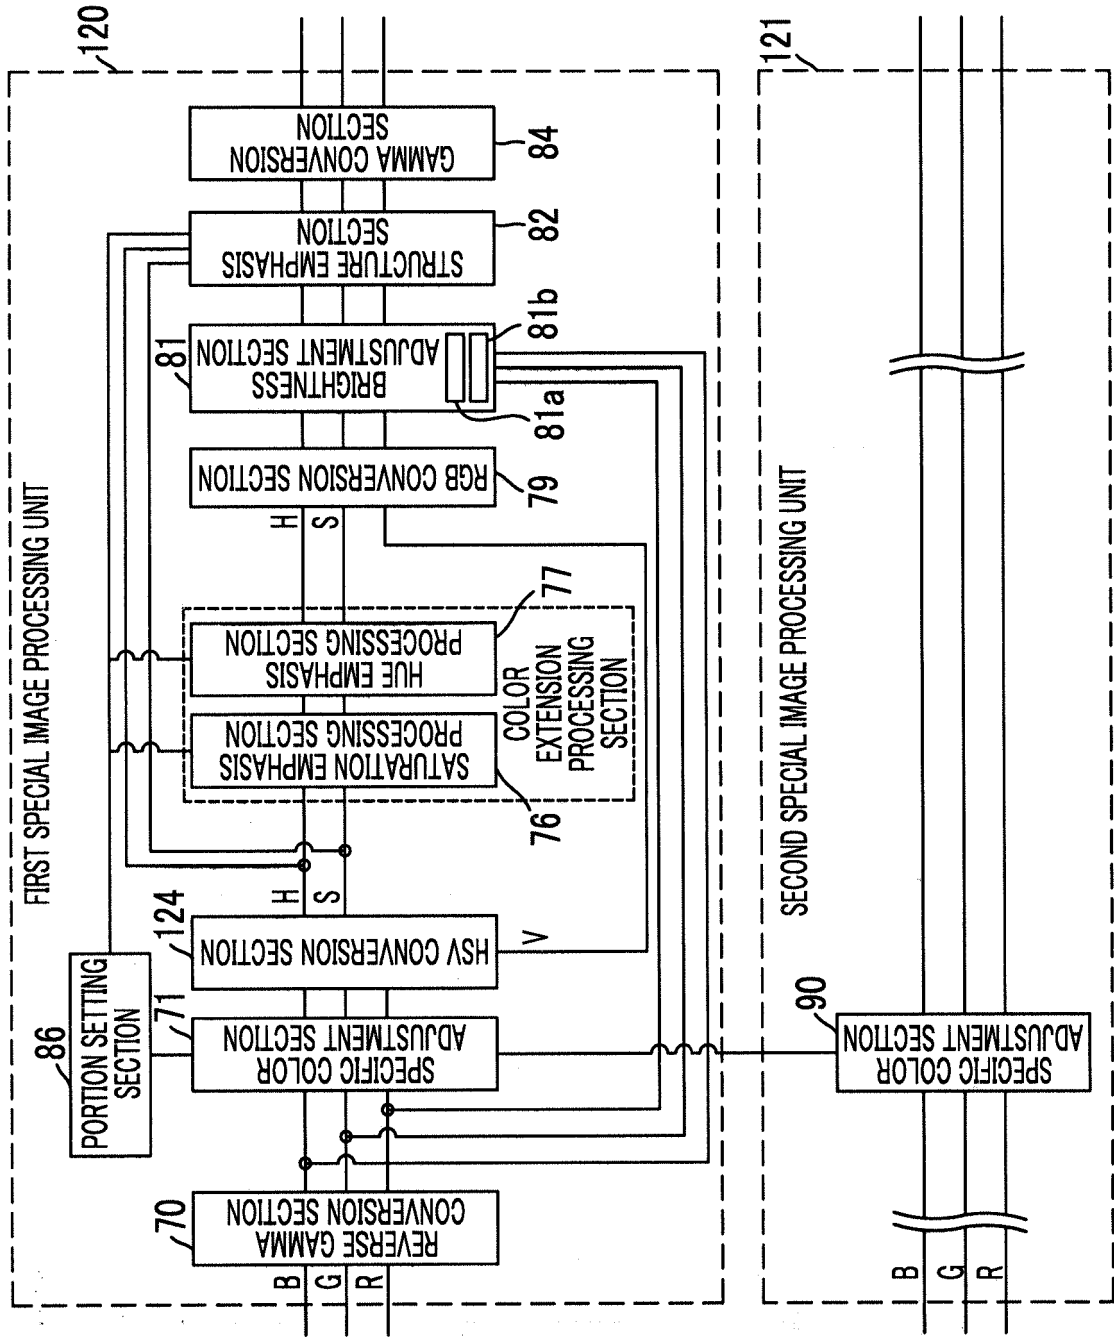 120
FIRST SPECIAL IMAGE PROCESSING UNIT
86
PORTION SETTING
SECTION
B
G
R
70
REVERSE GAMMA
CONVERSION SECTION
71
SPECIFIC COLOR
ADJUSTMENT SECTION
124
HSV CONVERSION SECTION
H
S
V
76
SATURATION EMPHASIS
PROCESSING SECTION
77
HUE EMPHASIS
PROCESSING SECTION
COLOR
EXTENSION
PROCESSING
SECTION
H
S
79
RGB CONVERSION SECTION
81
BRIGHTNESS
ADJUSTMENT SECTION
81a
81b
82
STRUCTURE EMPHASIS
SECTION
84
GAMMA CONVERSION
SECTION
121
SECOND SPECIAL IMAGE PROCESSING UNIT
B
G
R
90
SPECIFIC COLOR
ADJUSTMENT SECTION